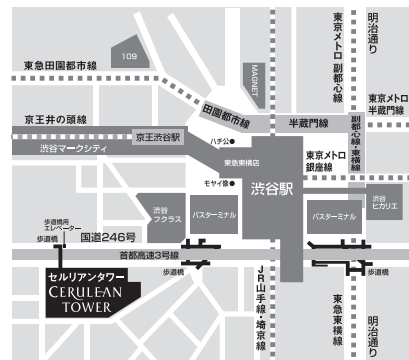 東京メトロ 副都心線
明治通り
109
MAGNET
東急田園都市線
田園都市線
京王井の頭線
京王渋谷駅
渋谷マークシティ
ハチ公
東急東横店
モヤイ像
半蔵門線
副都心線・東横線
東京メトロ
半蔵門線
東京メトロ
銀座線
渋谷駅
渋谷
ヒカリエ
渋谷
フクラス
バスターミナル
バスターミナル
歩道橋用
エレベーター
歩道橋
国道246号
首都高速3号線
歩道橋
歩道橋
セルリアンタワー
CERULEAN
TOWER
JR山手線・埼京線
東急東横線
明治通り